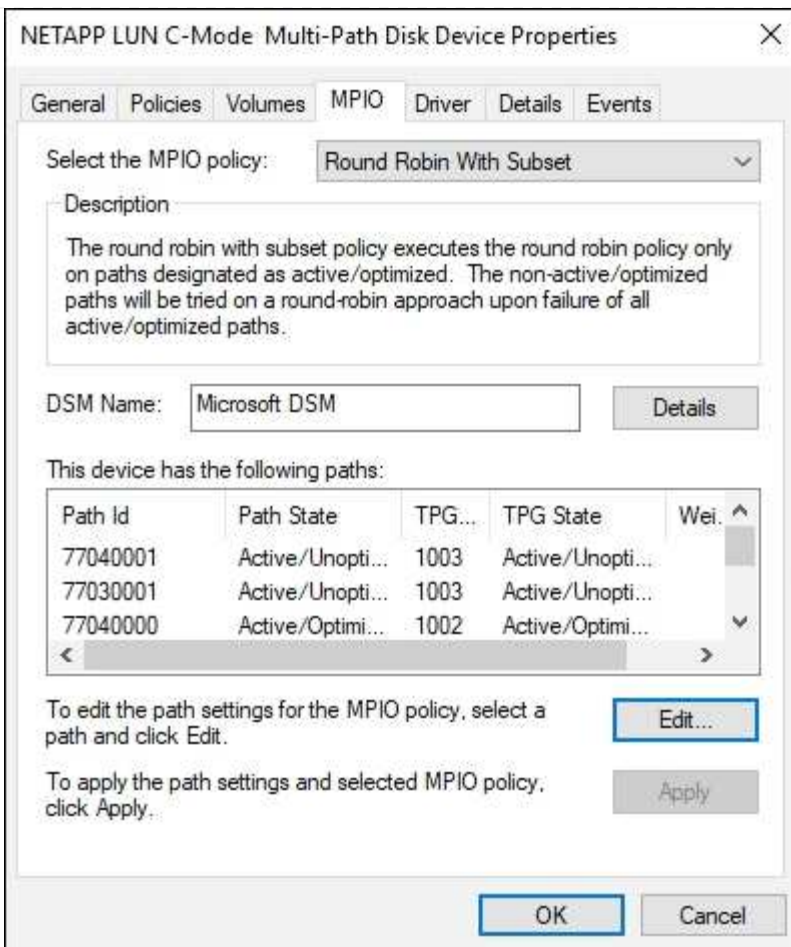 NETAPP LUN C-Mode Multi-Path Disk Device Properties
General Policies Volumes MPIO Driver Details Events
Select the MPIO policy: Round Robin With Subset
Description
The round robin with subset policy executes the round robin policy only
on paths designated as active/optimized. The non-active/optimized
paths will be tried on a round-robin approach upon failure of all
active/optimized paths.
DSM Name: Microsoft DSM Details
This device has the following paths:
Path Id Path State TPG... TPG State Wei.
77040001 Active/Unopti... 1003 Active/Unopti...
77030001 Active/Unopti... 1003 Active/Unopti...
77040000 Active/Optimi... 1002 Active/Optimi...
To edit the path settings for the MPIO policy, select a
path and click Edit.
Edit...
To apply the path settings and selected MPIO policy,
click Apply.
Apply
OK Cancel